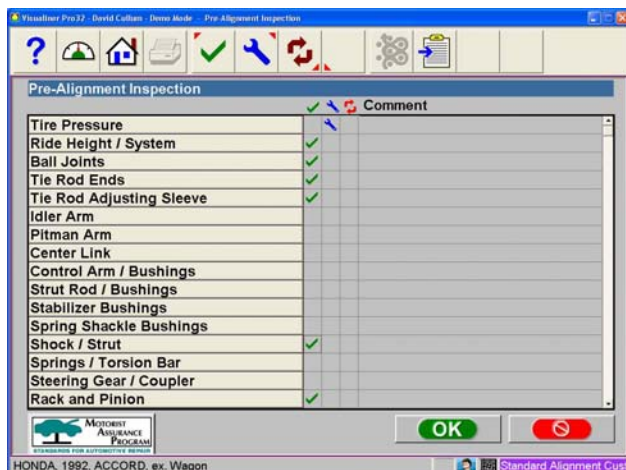 Visualiner Pro32 - David Cullum - Demo Mode - Pre-Alignment Inspection
?
Pre-Alignment Inspection
Comment
Tire Pressure
Ride Height / System
Ball Joints
Tie Rod Ends
Tie Rod Adjusting Sleeve
Idler Arm
Pitman Arm
Center Link
Control Arm / Bushings
Strut Rod / Bushings
Stabilizer Bushings
Spring Shackle Bushings
Shock / Strut
Springs / Torsion Bar
Steering Gear / Coupler
Rack and Pinion
MOTORIST
ASSURANCE
PROGRAM
STANDARDS FOR AUTOMOTIVE REPAIR
OK
HONDA, 1992, ACCORD, ex. Wagon
Standard Alignment Cust